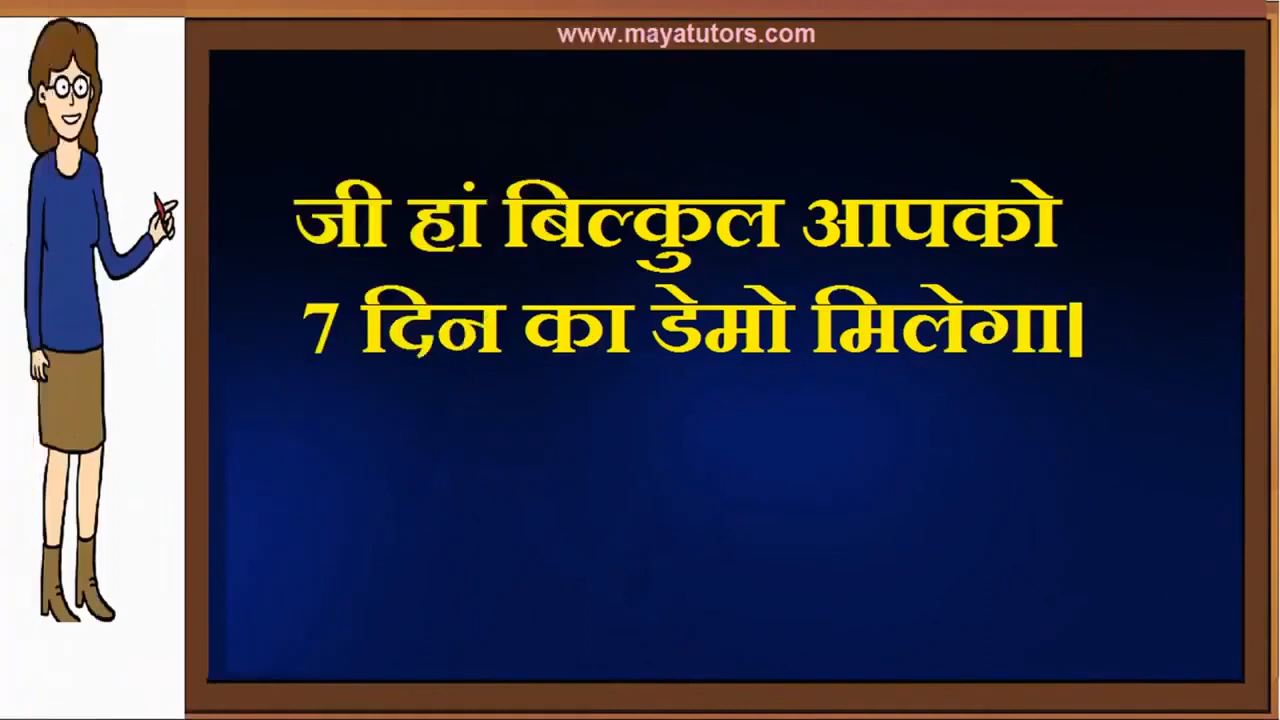 www.mayatutors.com
जी हां बिल्कुल आपको
7 दिन का डेमो मिलेगा।